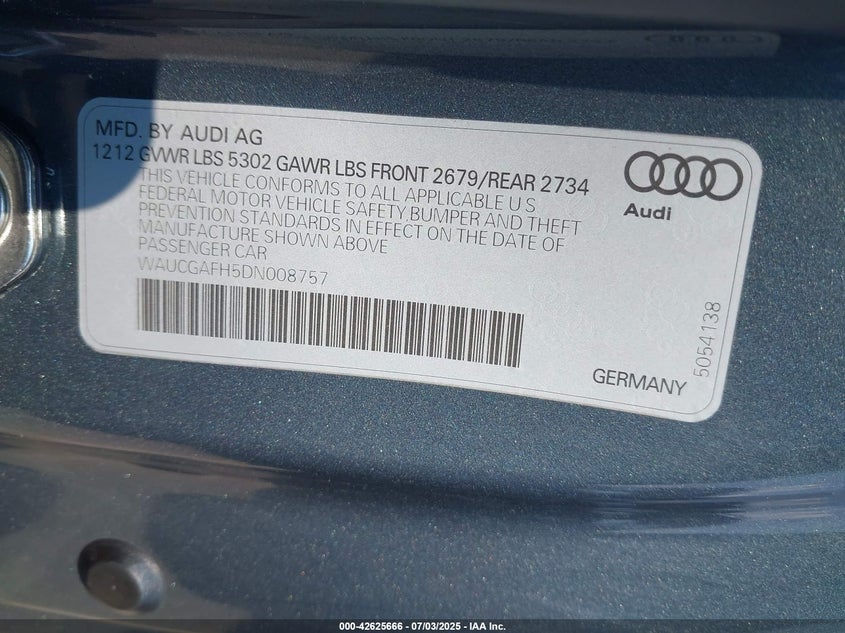 MFD. BY AUDI AG
1212 GVWR LBS 5302 GAWR LBS FRONT 2679/REAR 2734
THIS VEHICLE CONFORMS TO ALL APPLICABLE U S
FEDERAL MOTOR VEHICLE SAFETY BUMPER AND THEFT
PREVENTION STANDARDS IN EFFECT ON THE DATE OF
MANUFACTURE SHOWN ABOVE
PASSENGER CAR
WAUCGAFH5DN008757
Audi
GERMANY
5054138
000-42625666 - 07/03/2025 - IAA Inc.